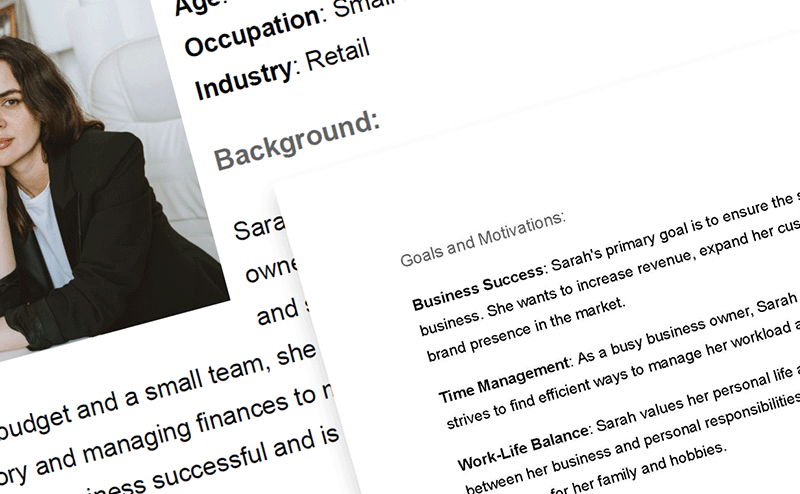 Age:
Occupation: Small
Industry: Retail
Background:
owne
and s
budget and a small team, she
ory and managing finances to
iness successful and is
Goals and Motivations:
Business Success: Sarah's primary goal is to ensure the s
business. She wants to increase revenue, expand her cus
brand presence in the market.
Time Management: As a busy business owner, Sarah
strives to find efficient ways to manage her workload a
Work-Life Balance: Sarah values her personal life a
between her business and personal responsibilities
for her family and hobbies.